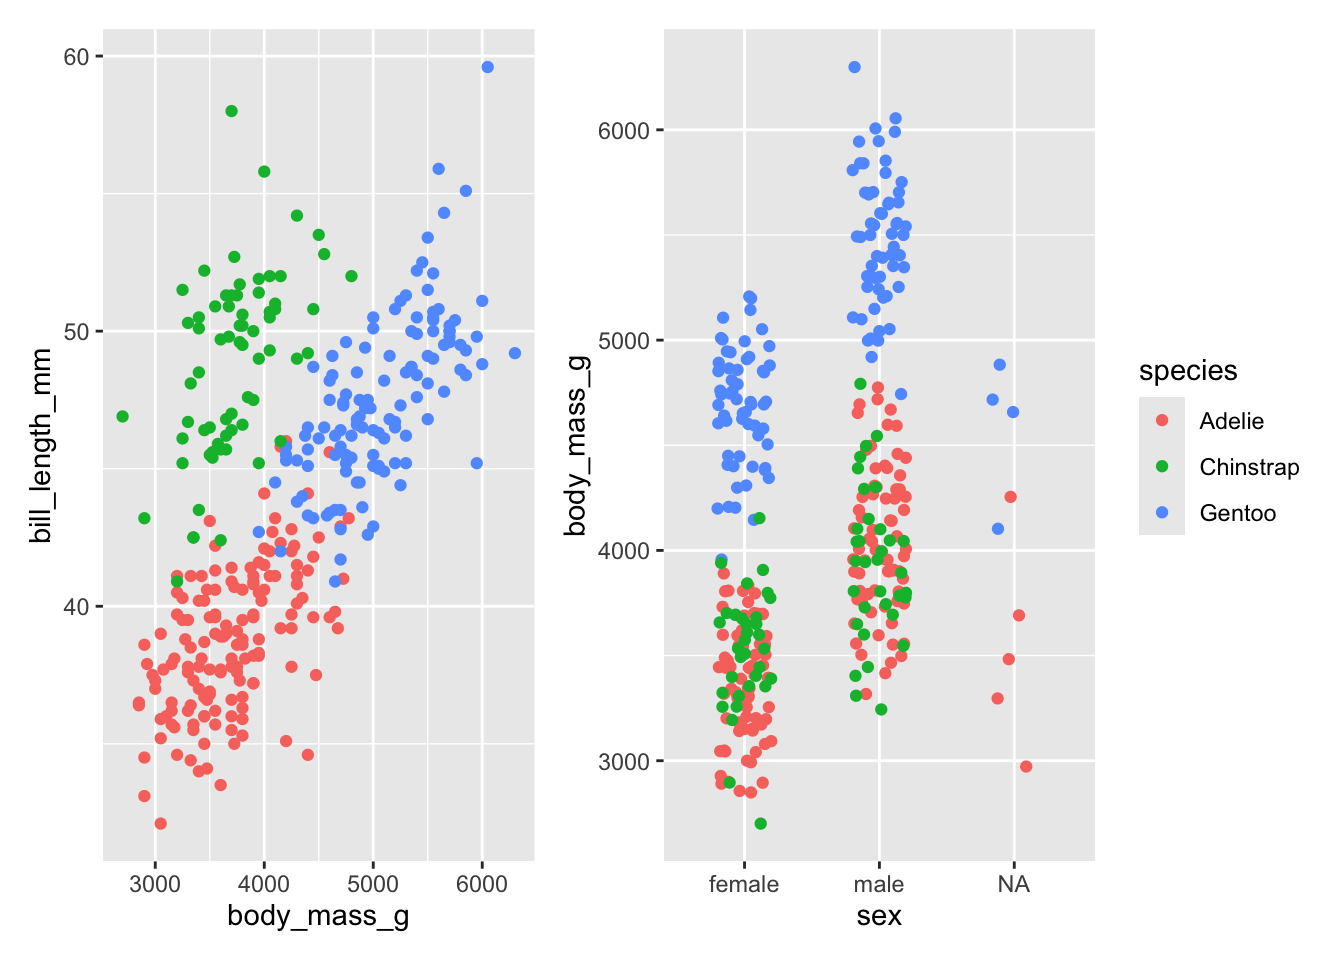 60
50
40
bill_length_mm
3000 4000 5000 6000
body_mass_g
6000
5000
4000
3000
body_mass_g
female male NA
sex
species
Adelie
Chinstrap
Gentoo